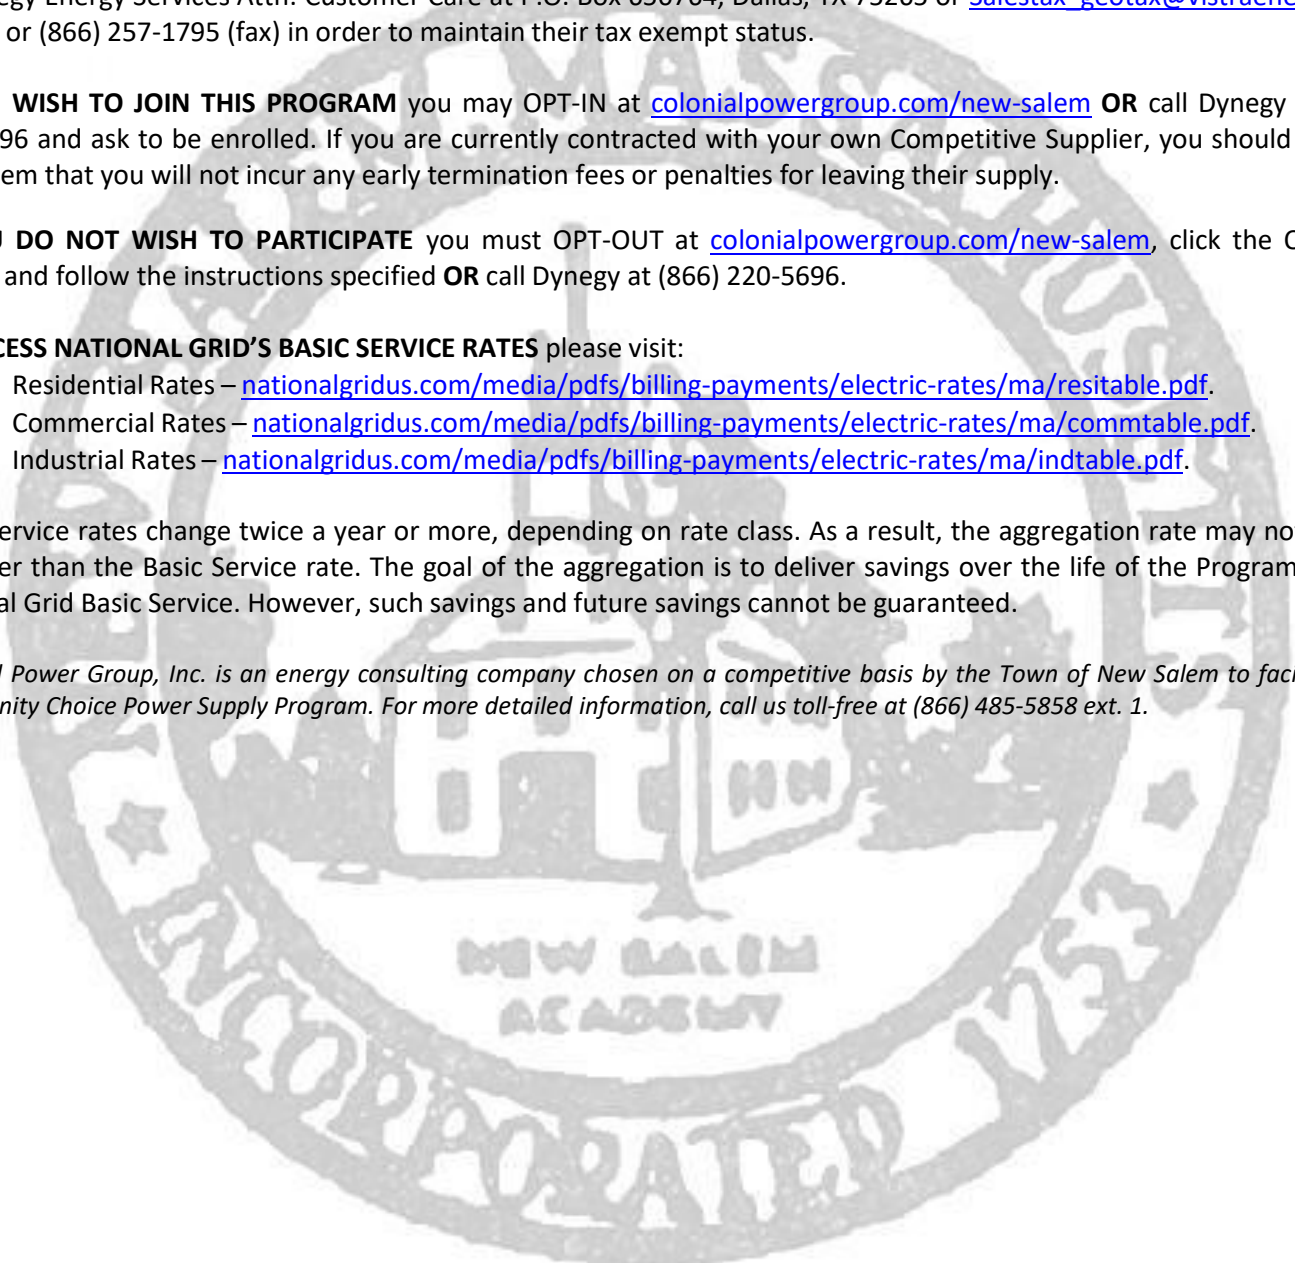 egy Energy Services Attn: Customer Care at P.O. Box 650764, Dallas, TX 75265 or
or (866) 257-1795 (fax) in order to maintain their tax exempt status.
WISH TO JOIN THIS PROGRAM you may OPT-IN at colonialpowergroup.com/new-salem OR call Dynegy
96 and ask to be enrolled. If you are currently contracted with your own Competitive Supplier, you should
em that you will not incur any early termination fees or penalties for leaving their supply.
DO NOT WISH TO PARTICIPATE you must OPT-OUT at colonialpowergroup.com/new-salem, click the
and follow the instructions specified OR call Dynegy at (866) 220-5696.
CESS NATIONAL GRID’S BASIC SERVICE RATES please visit:
Residential Rates – nationalgridus.com/media/pdfs/billing-payments/electric-rates/ma/resitable.pdf.
Commercial Rates – nationalgridus.com/media/pdfs/billing-payments/electric-rates/ma/commtable.pdf.
Industrial Rates – nationalgridus.com/media/pdfs/billing-payments/electric-rates/ma/indtable.pdf.
ervice rates change twice a year or more, depending on rate class. As a result, the aggregation rate may no
er than the Basic Service rate. The goal of the aggregation is to deliver savings over the life of the Program
al Grid Basic Service. However, such savings and future savings cannot be guaranteed.
l Power Group, Inc. is an energy consulting company chosen on a competitive basis by the Town of New Salem to faci
nity Choice Power Supply Program. For more detailed information, call us toll-free at (866) 485-5858 ext. 1.
NEW SALEM
ACADEMY
INCORPORATED 1753